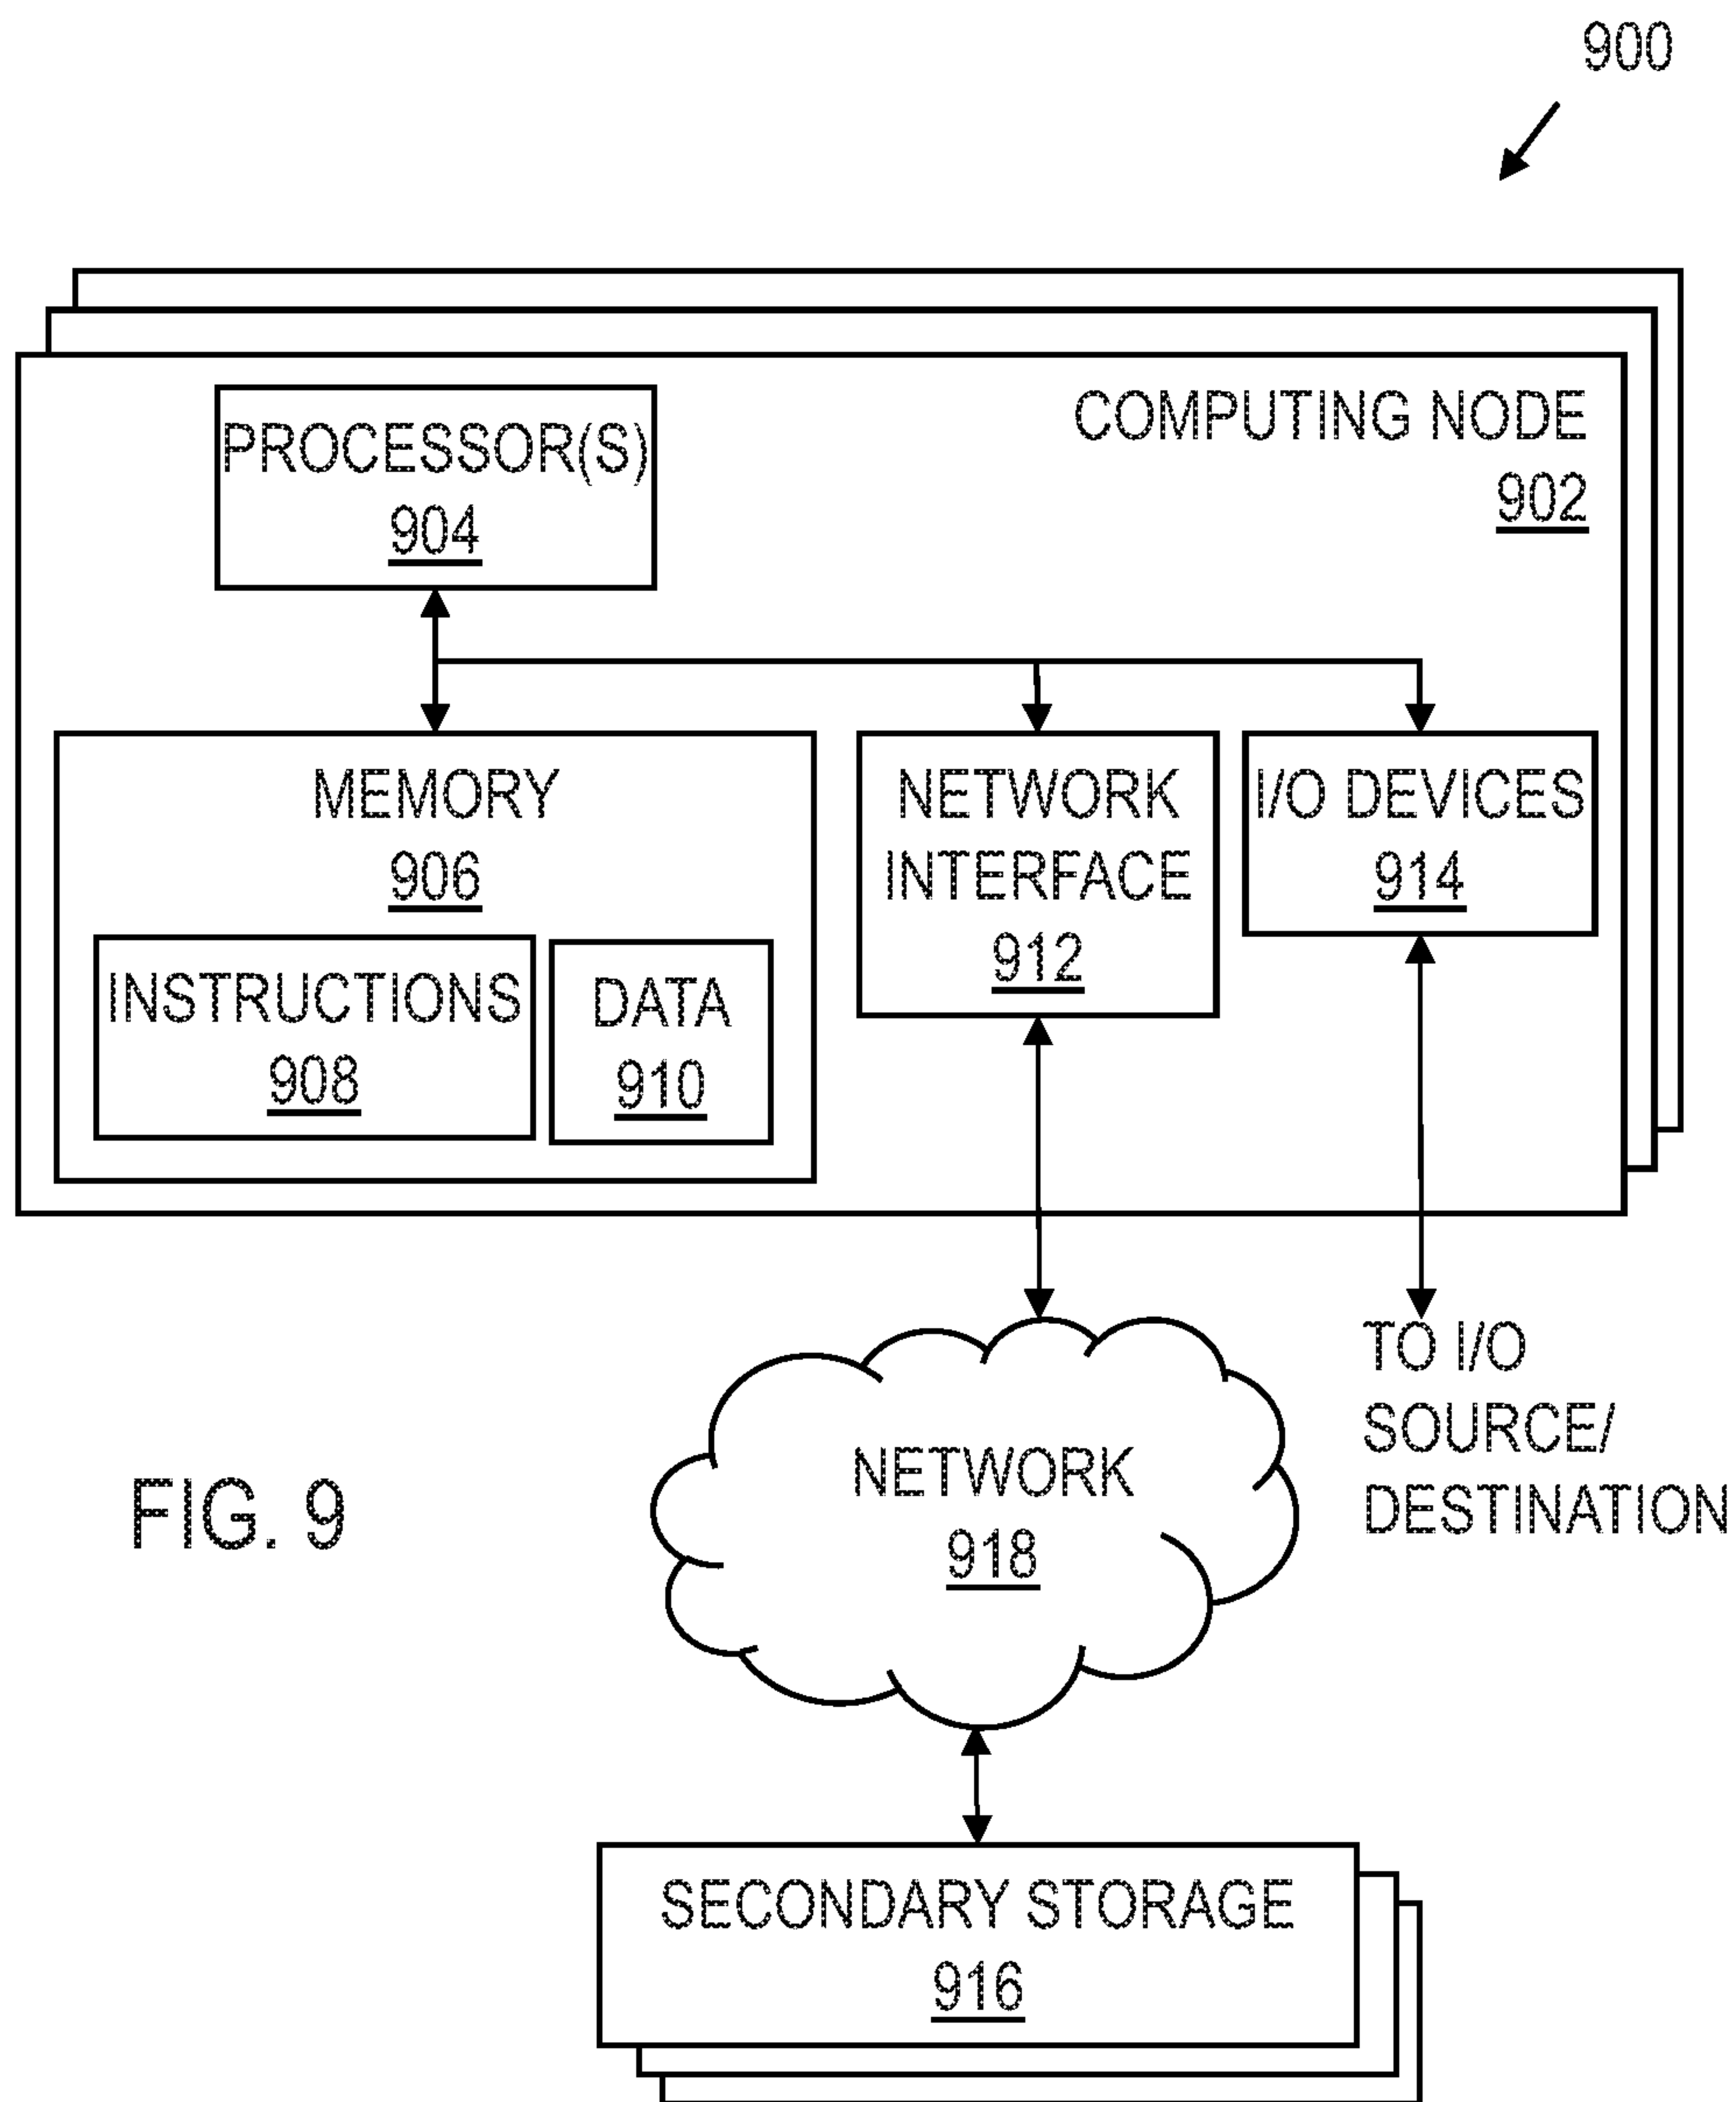 900
COMPUTING NODE
902
PROCESSOR(S)
904
MEMORY
906
INSTRUCTIONS
908
DATA
910
NETWORK
INTERFACE
912
I/O DEVICES
914
TO I/O
SOURCE/
DESTINATION
NETWORK
918
FIG. 9
SECONDARY STORAGE
916